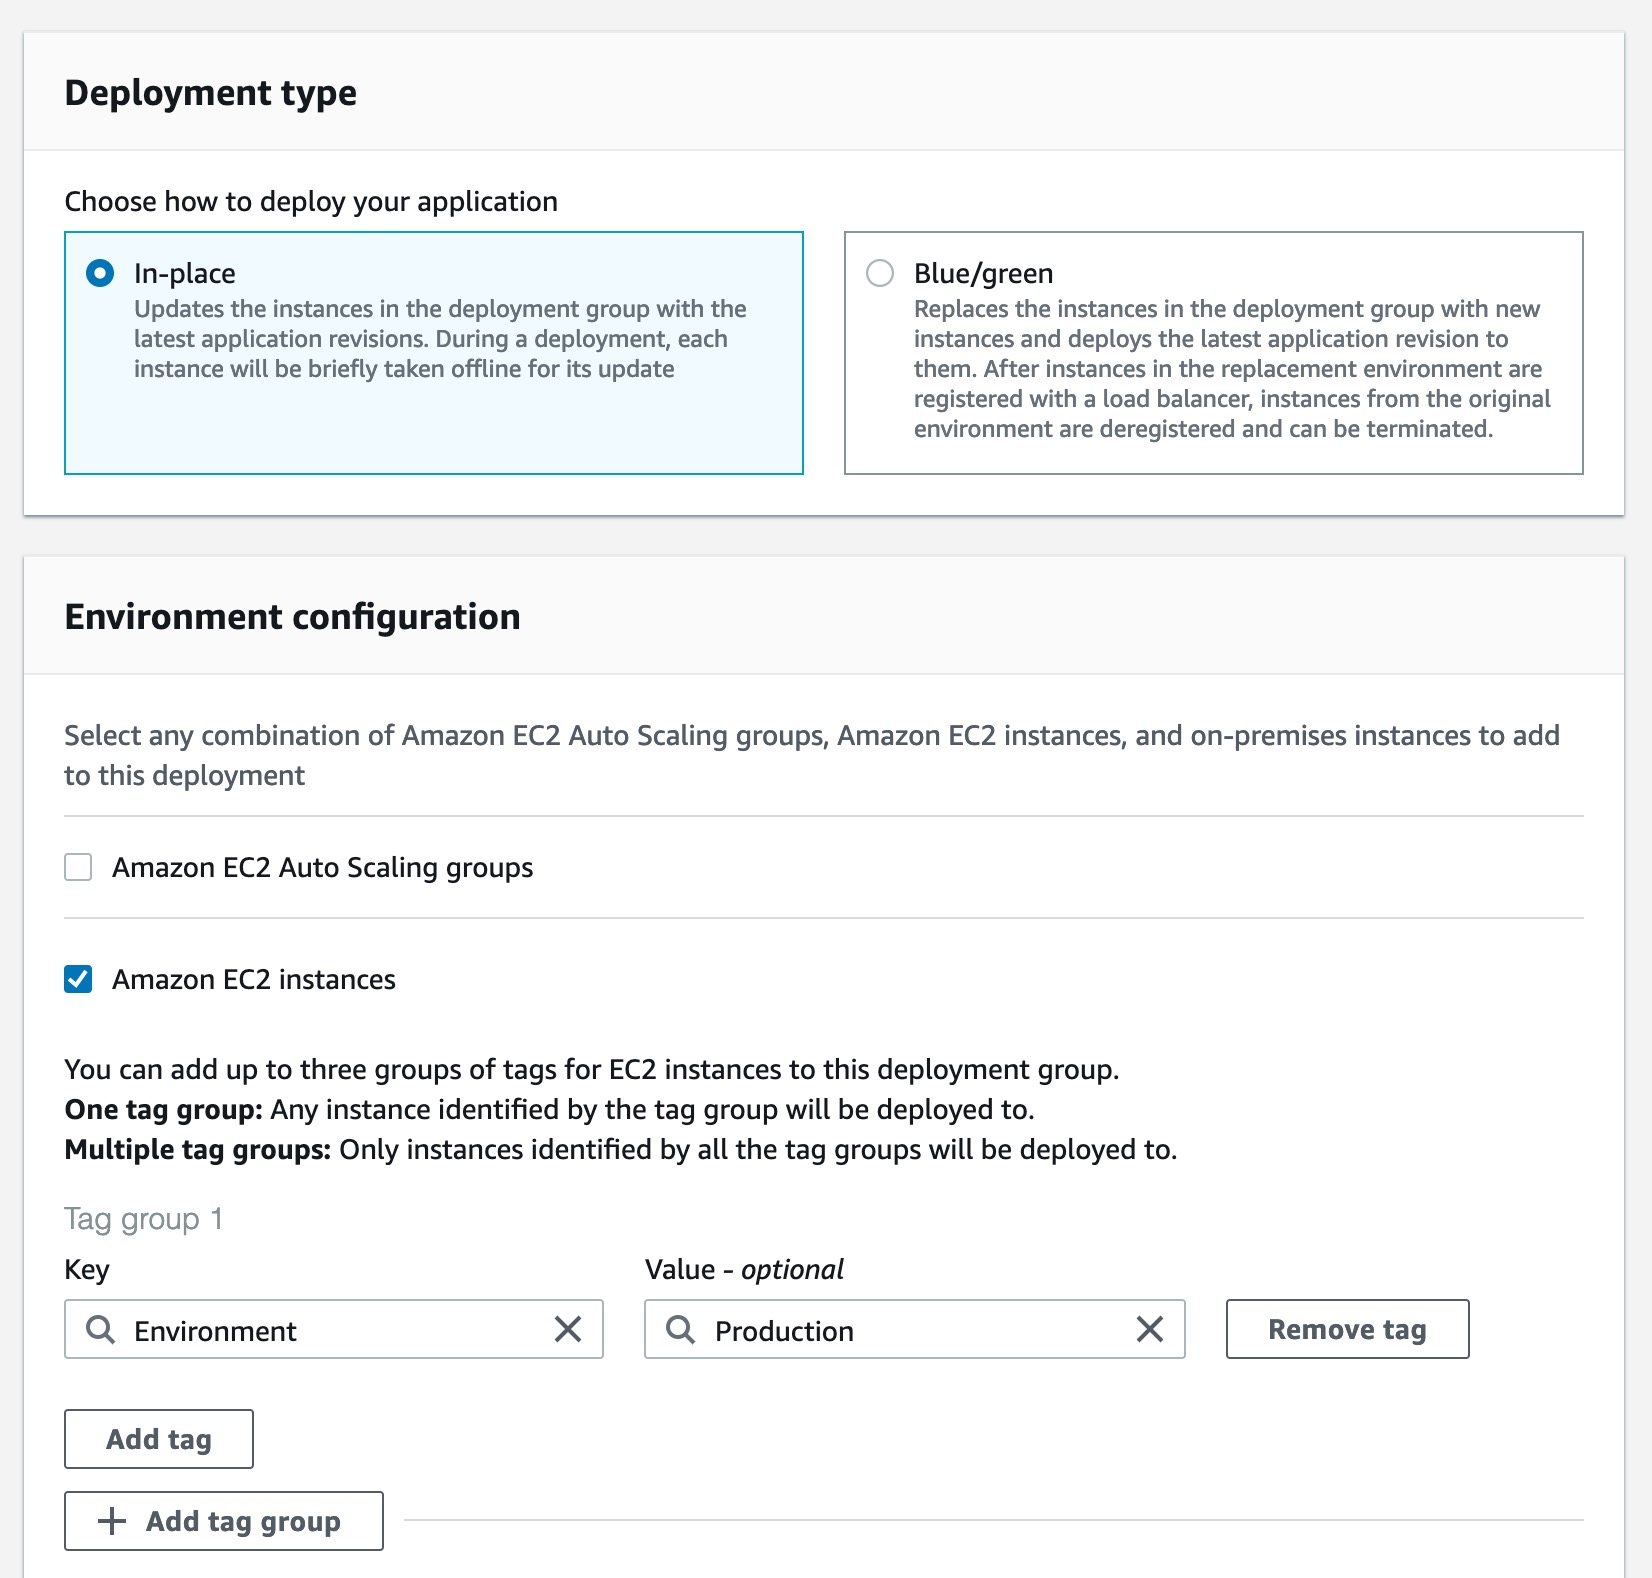 Deployment type
Choose how to deploy your application
In-place
Updates the instances in the deployment group with the
latest application revisions. During a deployment, each
instance will be briefly taken offline for its update
Blue/green
Replaces the instances in the deployment group with new
instances and deploys the latest application revision to
them. After instances in the replacement environment are
registered with a load balancer, instances from the original
environment are deregistered and can be terminated.
Environment configuration
Select any combination of Amazon EC2 Auto Scaling groups, Amazon EC2 instances, and on-premises instances to add
to this deployment
Amazon EC2 Auto Scaling groups
Amazon EC2 instances
You can add up to three groups of tags for EC2 instances to this deployment group.
One tag group: Any instance identified by the tag group will be deployed to.
Multiple tag groups: Only instances identified by all the tag groups will be deployed to.
Tag group 1
Key
Value - optional
Environment
Production
Remove tag
Add tag
Add tag group